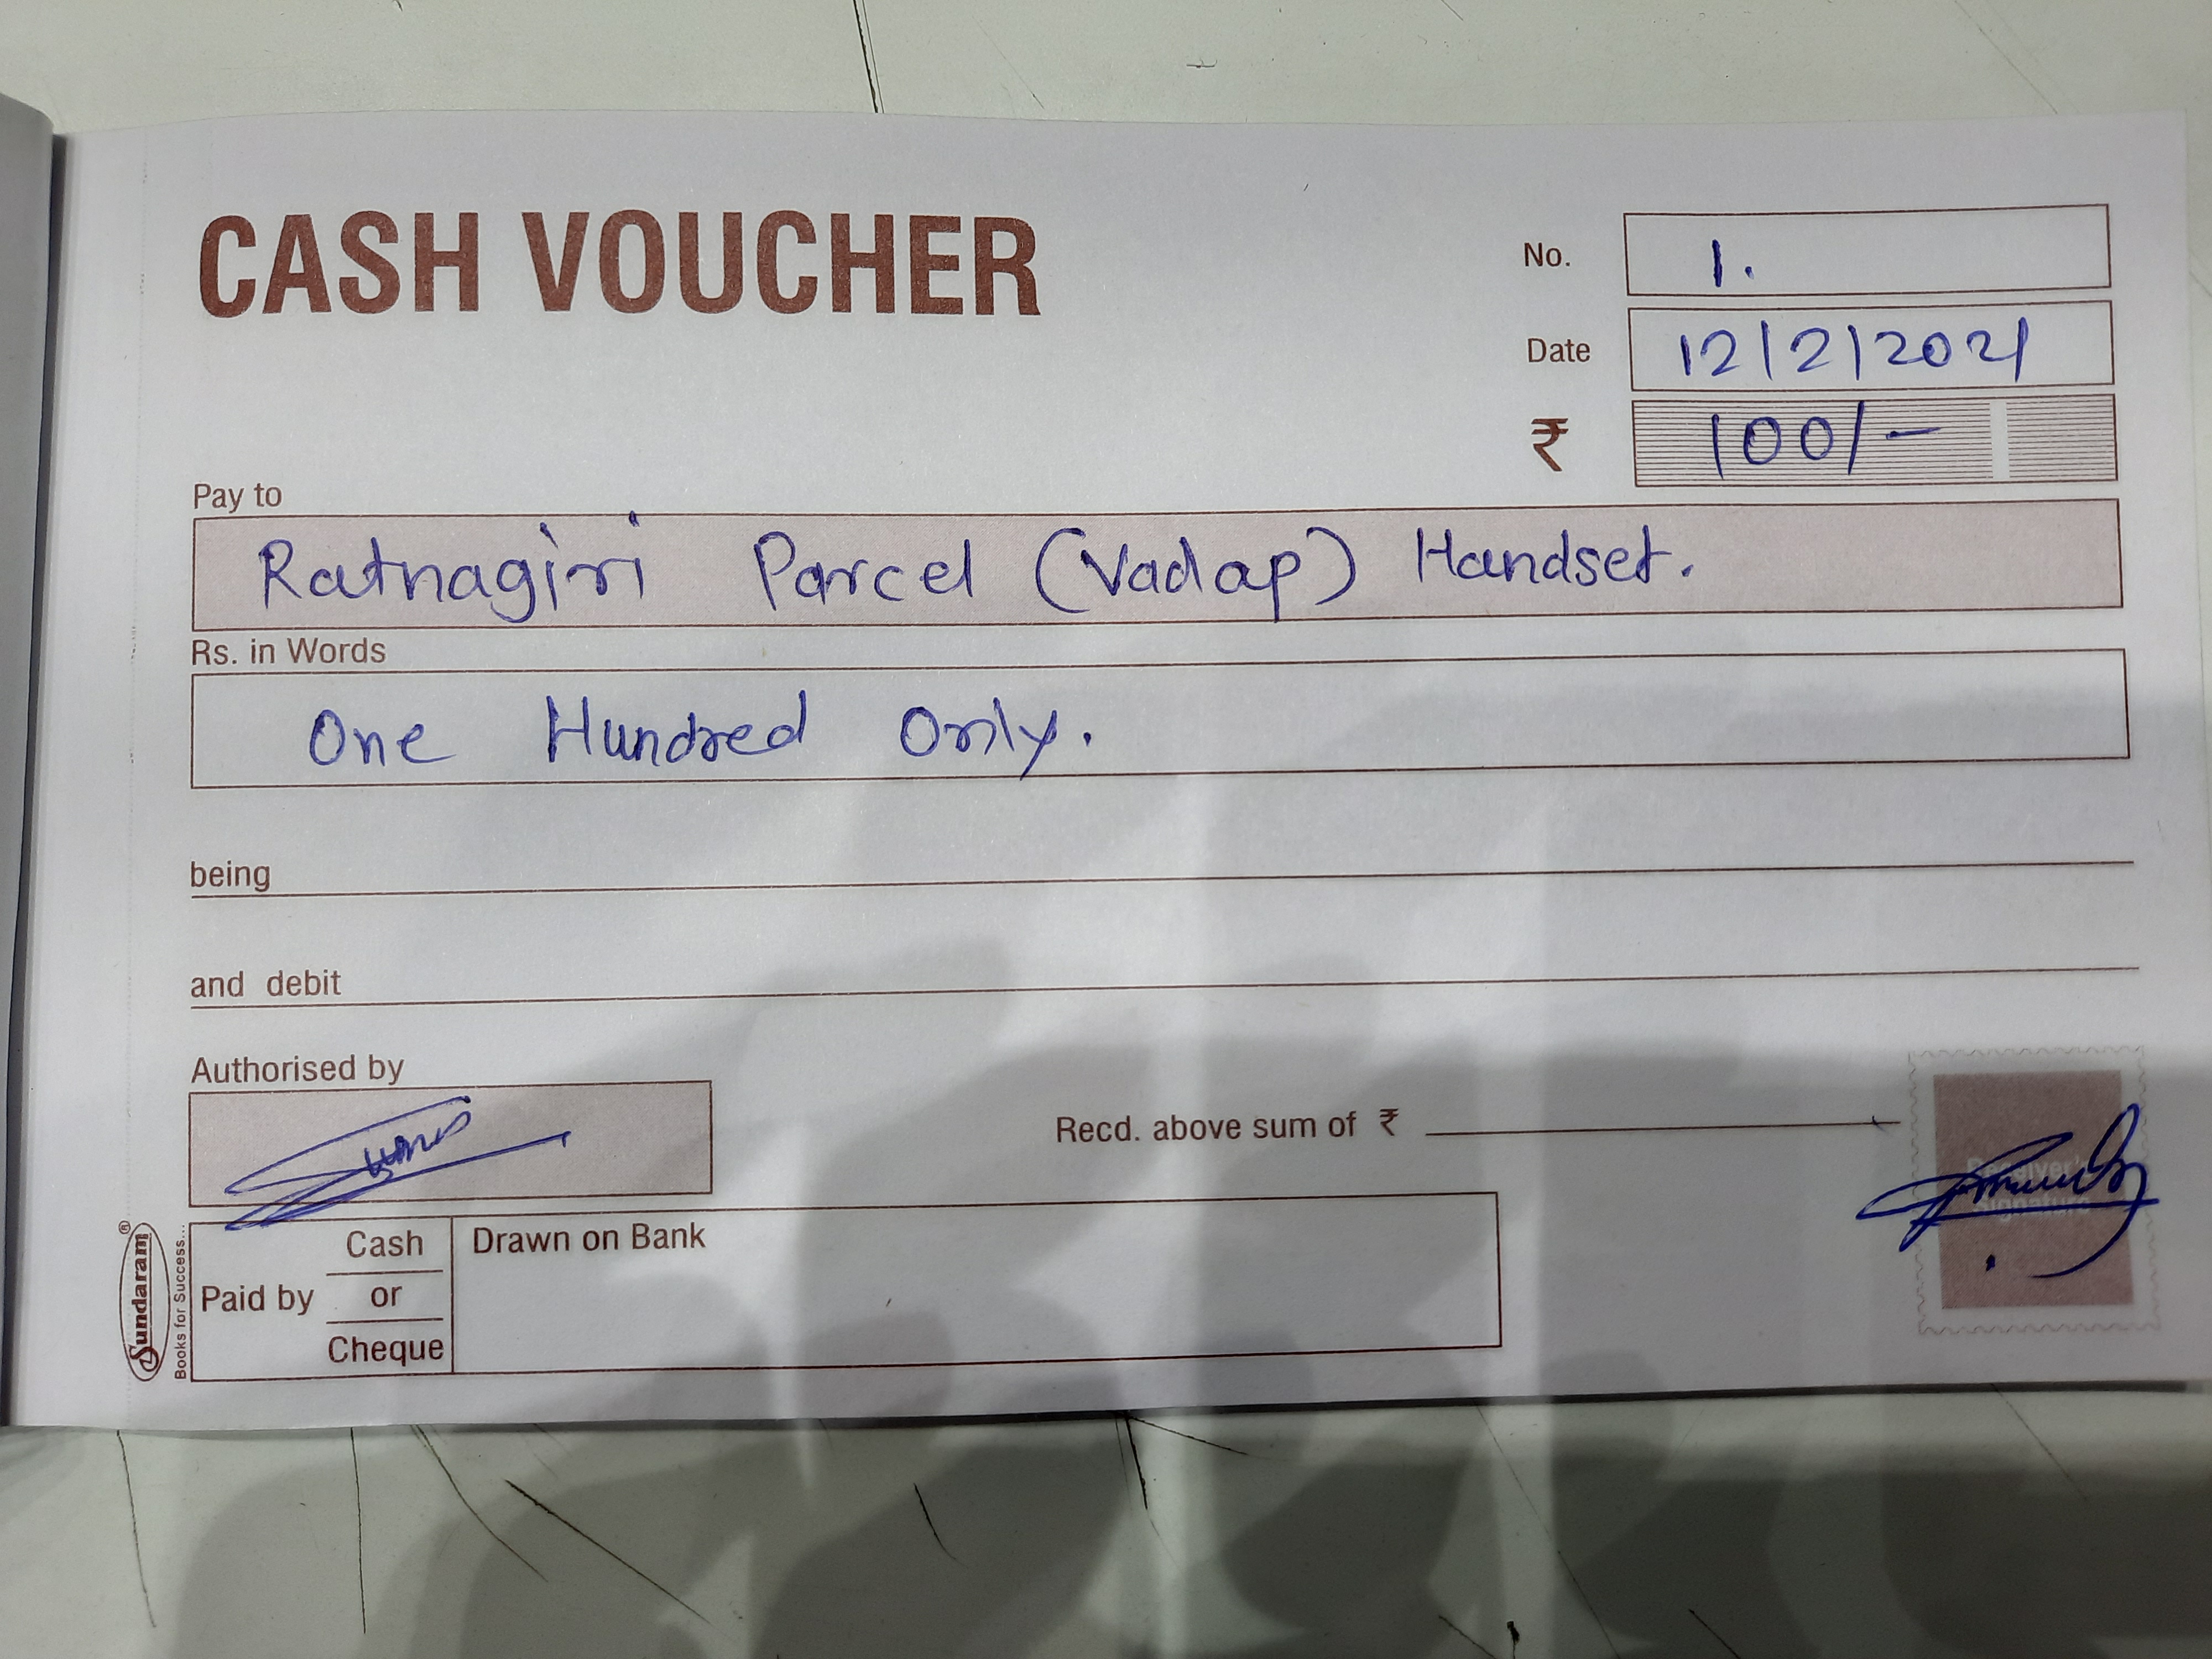 CASH VOUCHER
No. 1.
Date 12/2/2021
₹ 100/-
Pay to
Ratnagiri Parcel (Vadap) Handset.
Rs. in Words
One Hundred Only.
being
and debit
Authorised by
Recd. above sum of ₹
Sundaram®
Books for Success...
Paid by Cash or Cheque
Drawn on Bank